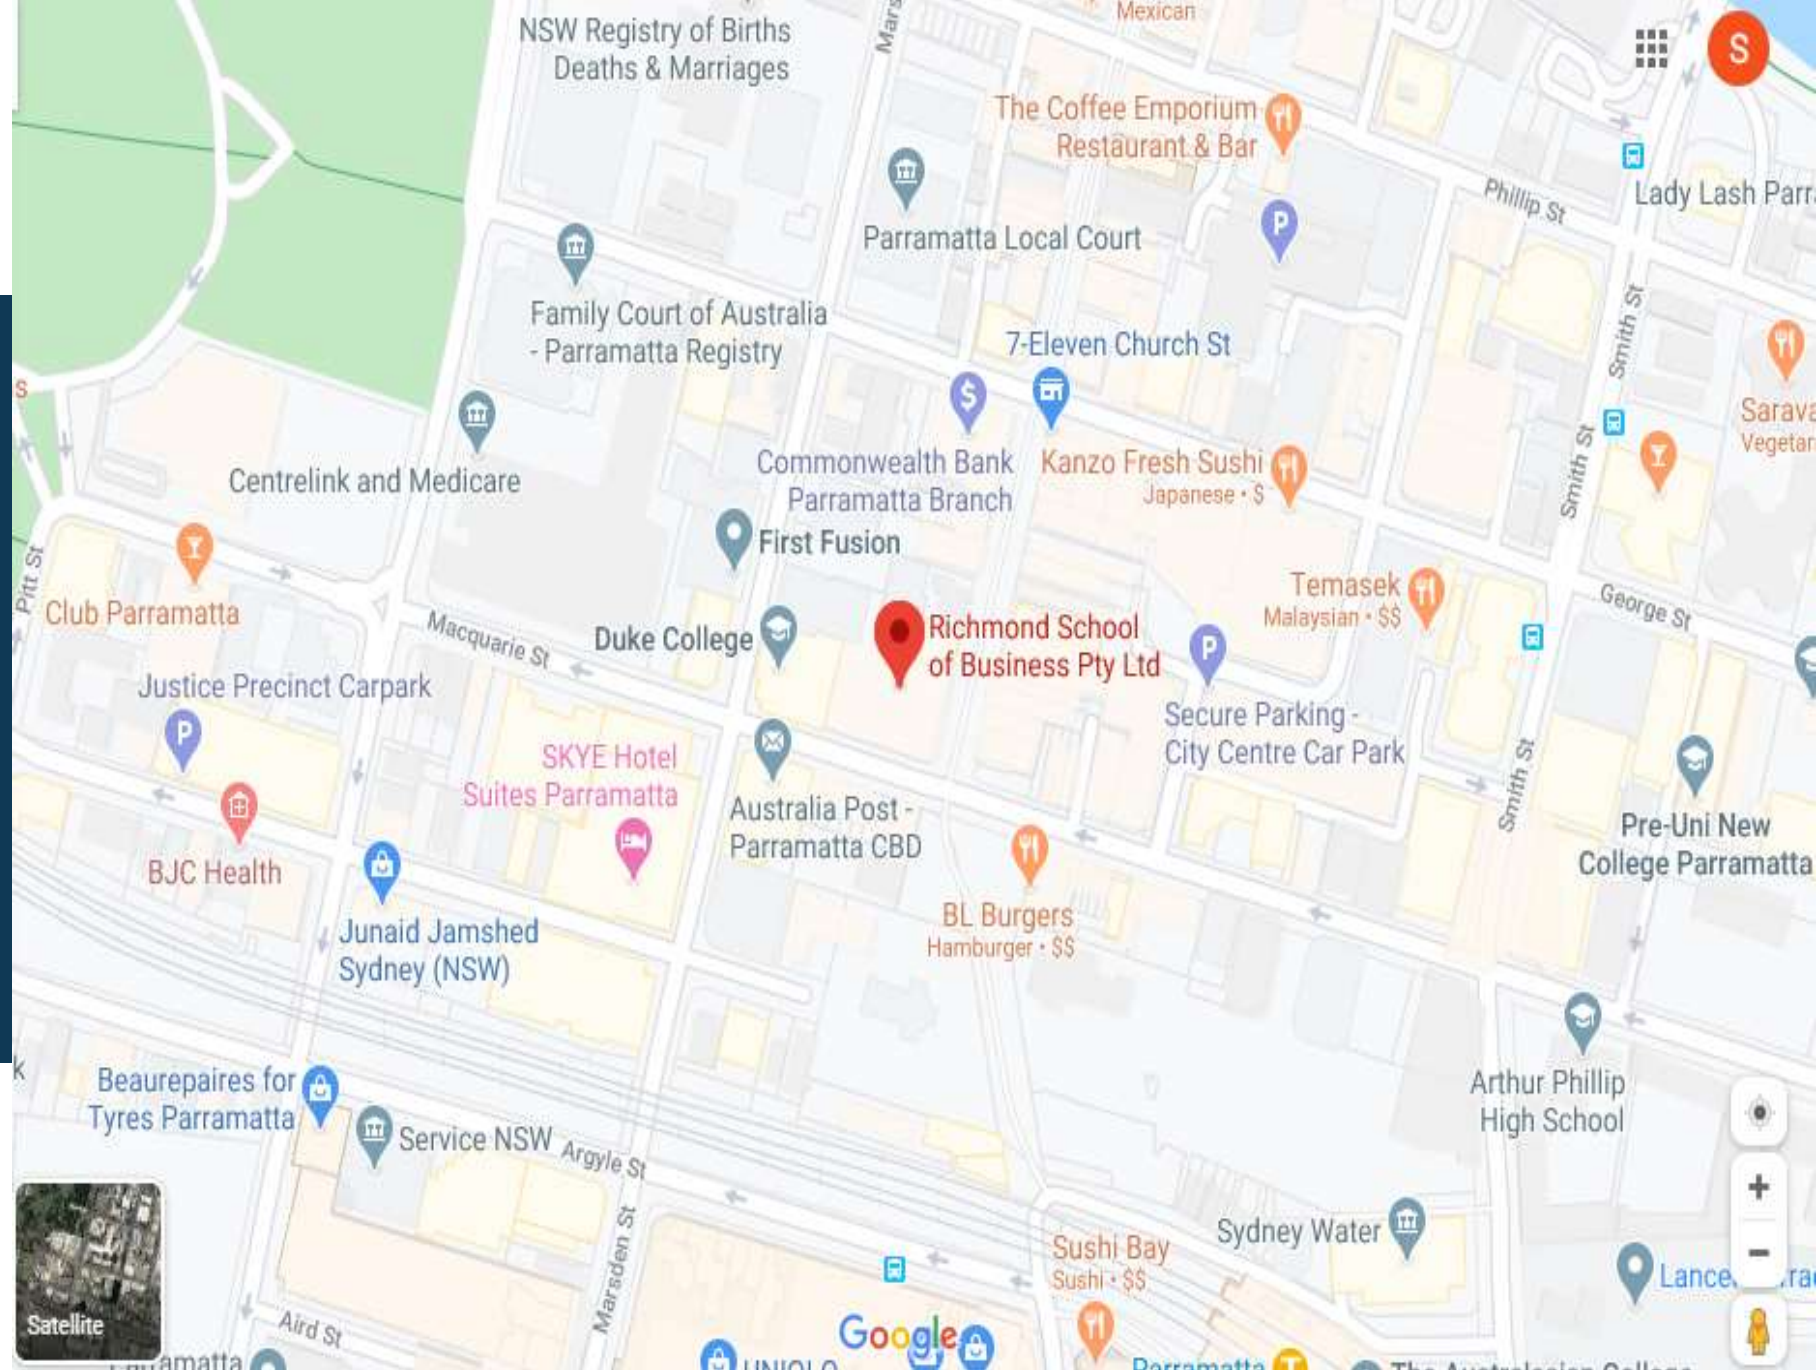 Mexican
NSW Registry of Births
Deaths & Marriages
Mars
S
The Coffee Emporium
Restaurant & Bar
Phillip St
Lady Lash Parr
P
Parramatta Local Court
Family Court of Australia
- Parramatta Registry
7-Eleven Church St
Smith St
S
$
Sarava
Vegetar
Centrelink and Medicare
Commonwealth Bank
Parramatta Branch
Kanzo Fresh Sushi
Japanese • $
Smith St
First Fusion
Pitt St
Club Parramatta
Temasek
Malaysian • $$
George St
Macquarie St
Duke College
Richmond School
of Business Pty Ltd
P
Justice Precinct Carpark
P
Secure Parking -
City Centre Car Park
SKYE Hotel
Suites Parramatta
Smith St
Australia Post -
Parramatta CBD
Pre-Uni New
College Parramatta
BJC Health
Junaid Jamshed
Sydney (NSW)
BL Burgers
Hamburger • $$
k
Beaurepaires for
Tyres Parramatta
Service NSW
Argyle St
Arthur Phillip
High School
Marsden St
Sydney Water
Sushi Bay
Sushi • $$
Satellite
Aird St
Google
UNIQLO
Parramatta
The Australasian College